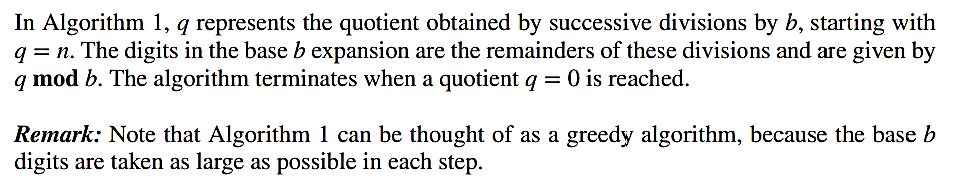 In Algorithm 1, q represents the quotient obtained by successive divisions by b, starting with
q = n. The digits in the base b expansion are the remainders of these divisions and are given by
q mod b. The algorithm terminates when a quotient q = 0 is reached.
Remark: Note that Algorithm 1 can be thought of as a greedy algorithm, because the base b
digits are taken as large as possible in each step.